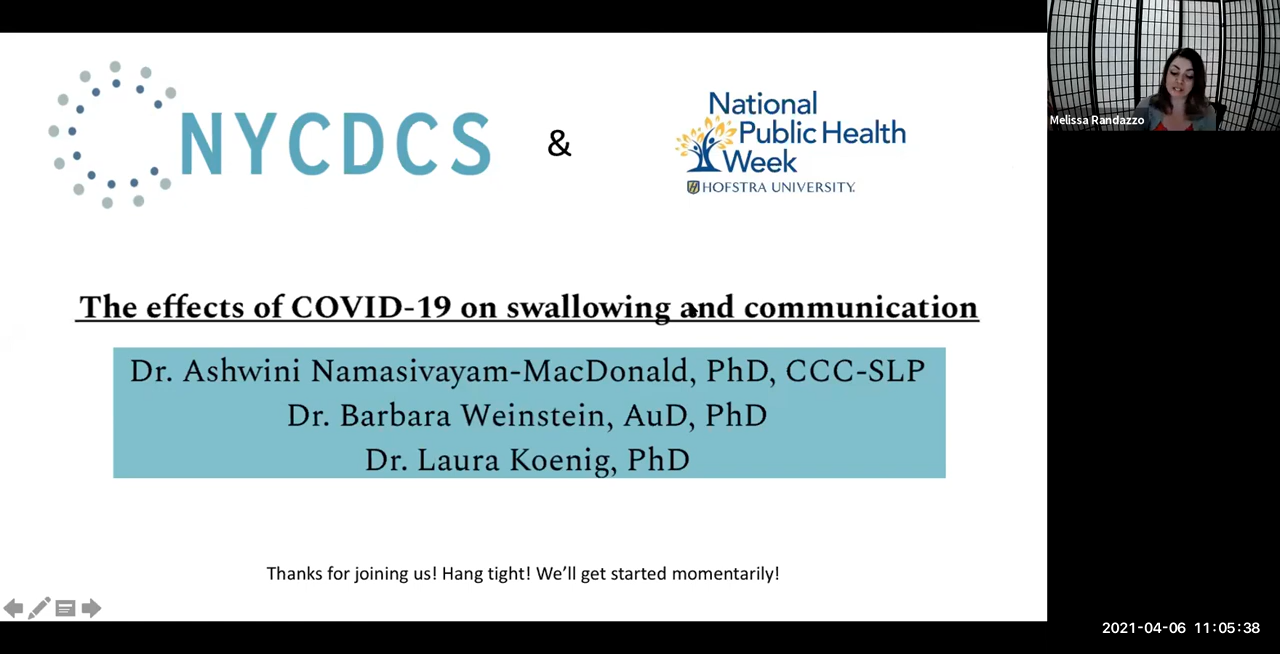 NYCDCS
&
National
Public Health
Week
HOFSTRA UNIVERSITY.
The effects of COVID-19 on swallowing and communication
Dr. Ashwini Namasivayam-MacDonald, PhD, CCC-SLP
Dr. Barbara Weinstein, AuD, PhD
Dr. Laura Koenig, PhD
Thanks for joining us! Hang tight! We’ll get started momentarily!
Melissa Randazzo
2021-04-06 11:05:38